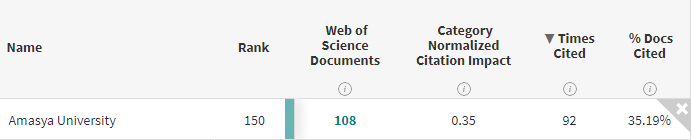 Name
Rank
Web of
Science
Documents
Category
Normalized
Citation Impact
▼ Times
Cited
% Docs
Cited
i
i
i
i
Amasya University
150
108
0.35
92
35.19%